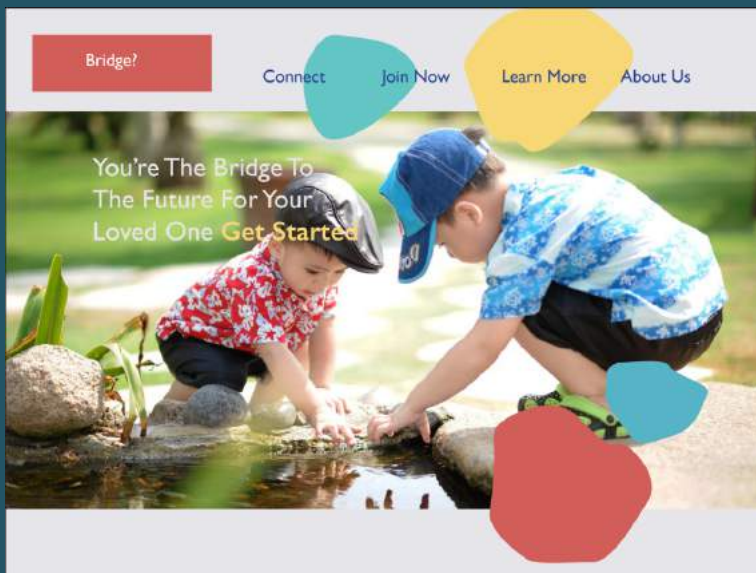 Bridge?
Connect Join Now Learn More About Us
You're The Bridge To
The Future For Your
Loved One Get Started